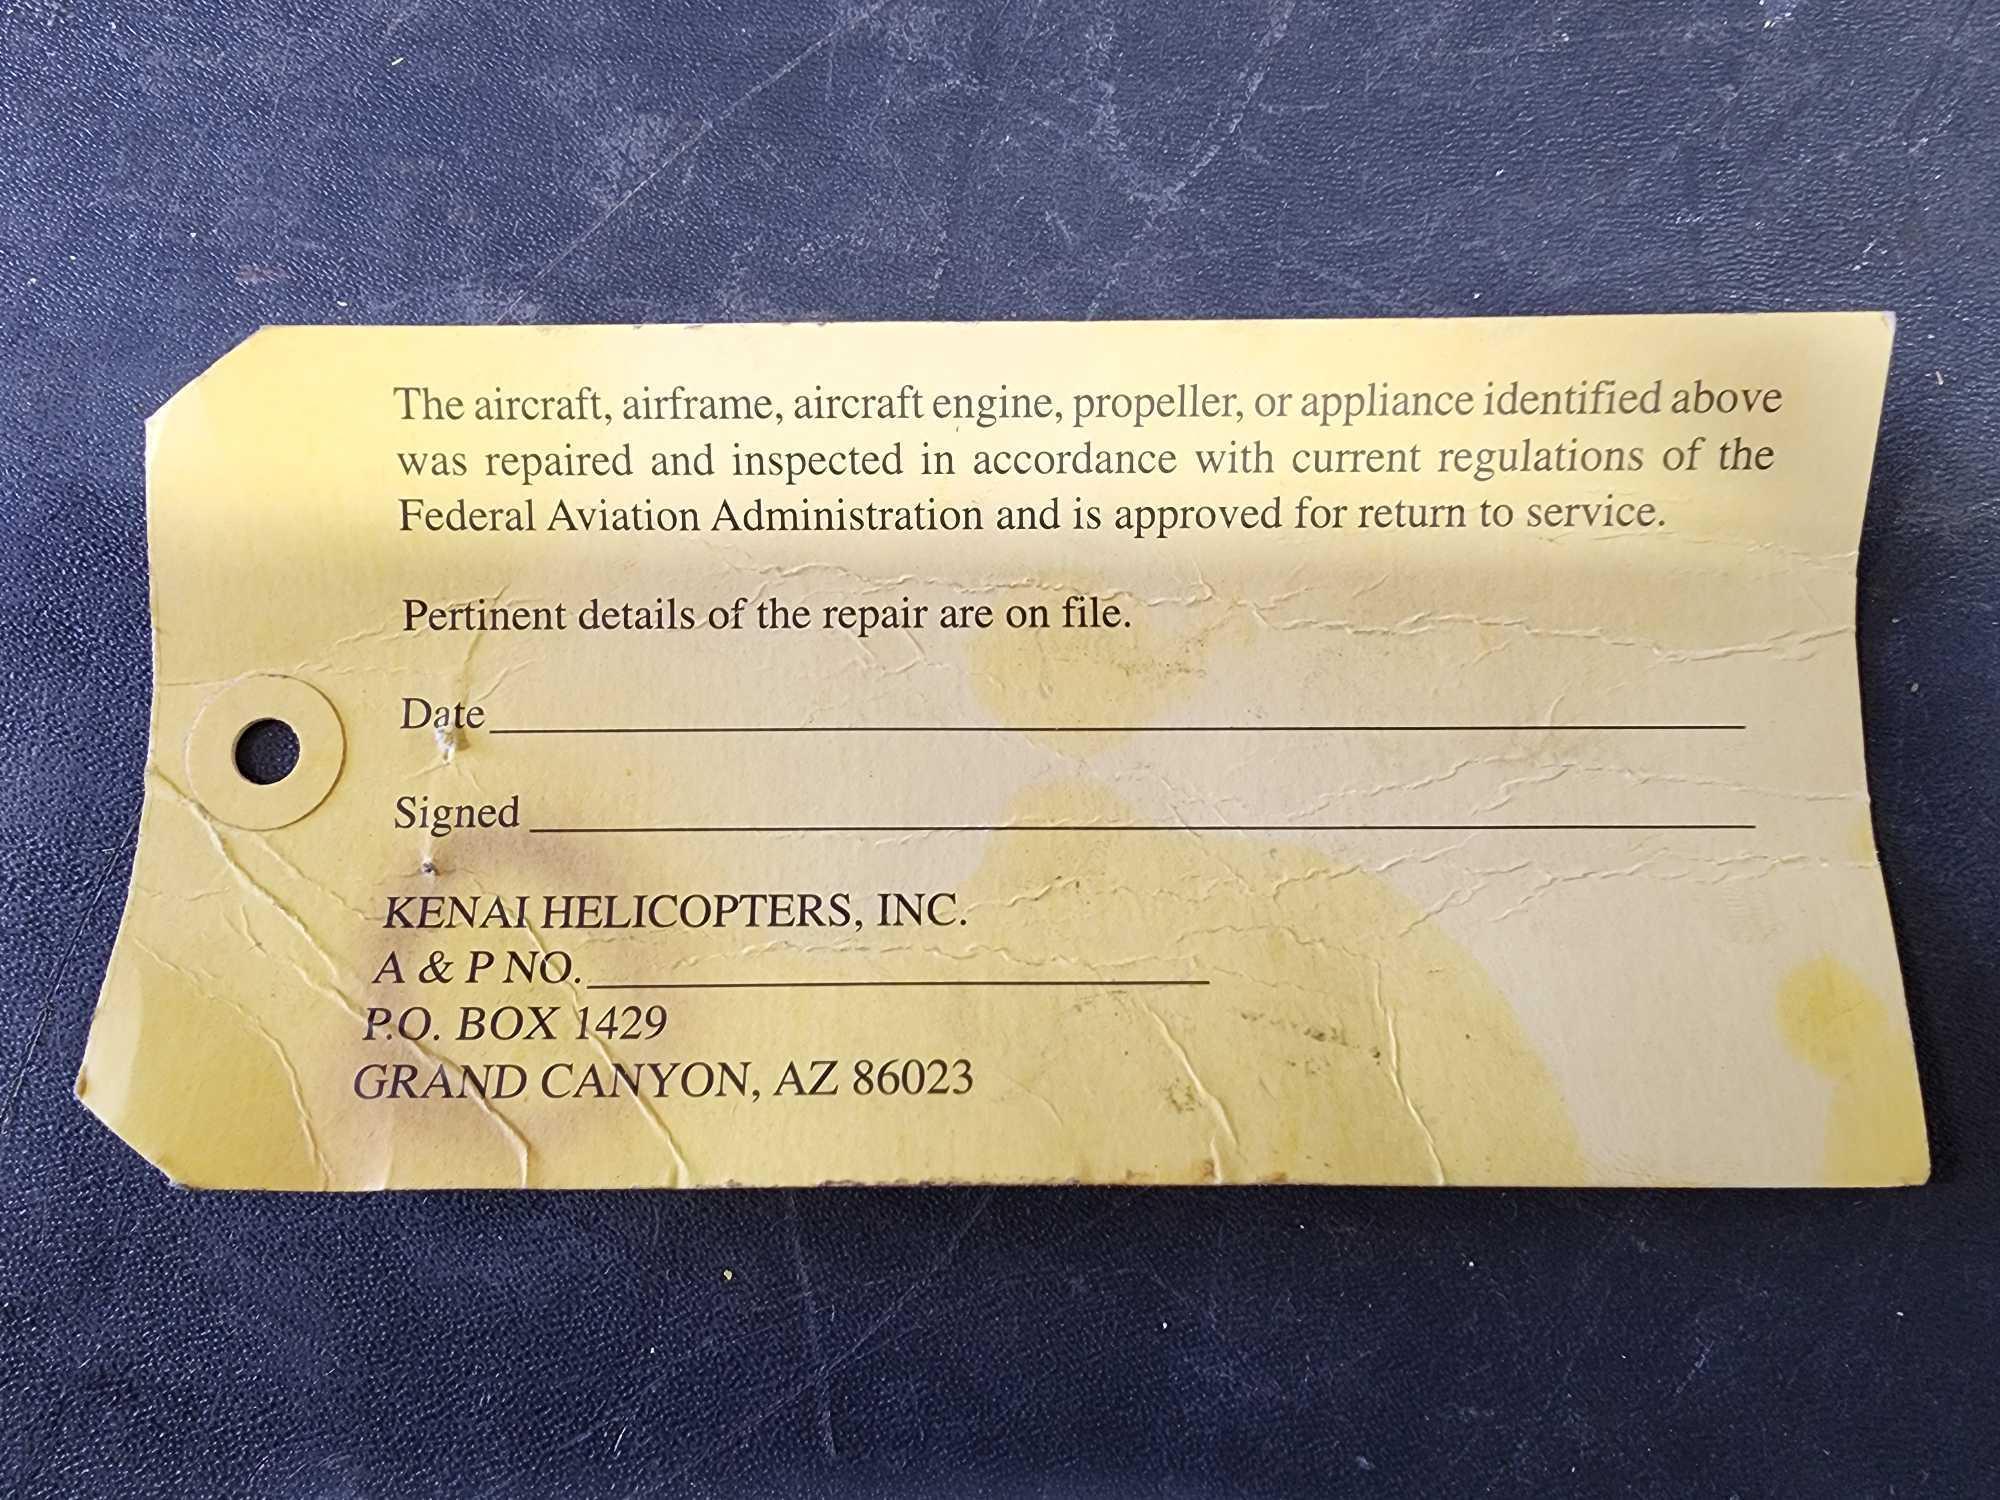 The aircraft, airframe, aircraft engine, propeller, or appliance identified above
was repaired and inspected in accordance with current regulations of the
Federal Aviation Administration and is approved for return to service.
Pertinent details of the repair are on file.
Date
Signed
KENAI HELICOPTERS, INC.
A & P NO.
P.O. BOX 1429
GRAND CANYON, AZ 86023